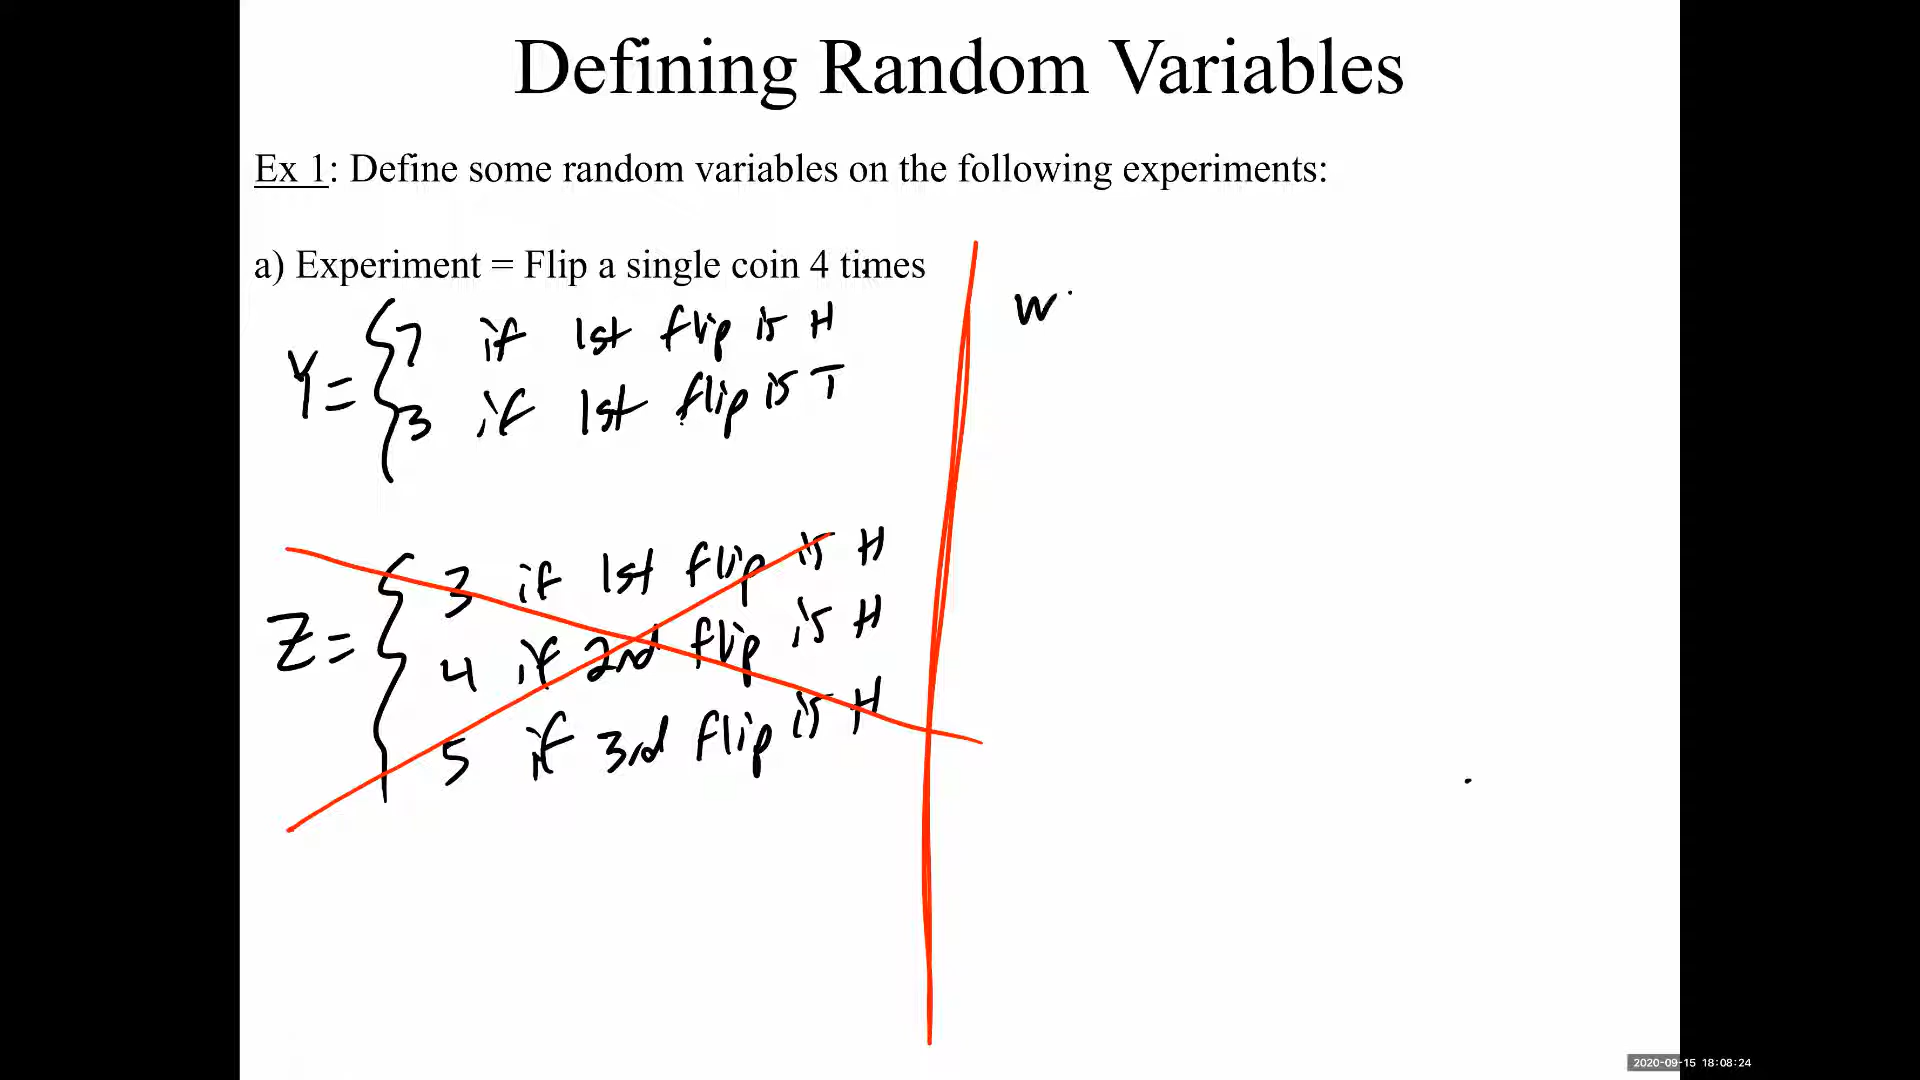 Defining Random Variables
Ex 1: Define some random variables on the following experiments:
a) Experiment = Flip a single coin 4 times
Y = { 7 if 1st flip is H
3 if 1st flip is T
Z = { 3 if 1st flip is H
4 if 2nd flip is H
5 if 3rd flip is H
W
2020-09-15 18:08:24